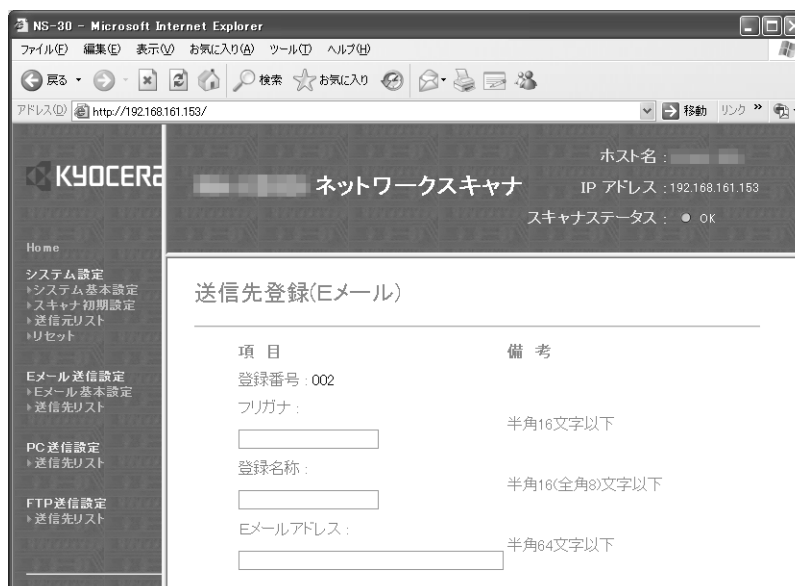 NS-30 - Microsoft Internet Explorer
ファイル(F) 編集(E) 表示(V) お気に入り(A) ツール(T) ヘルプ(H)
戻る 検索 お気に入り
アドレス(D) http://192.168.161.153/ 移動 リンク »
KYOCERA
ネットワークスキャナ
ホスト名 :
IP アドレス : 192.168.161.153
スキャナステータス : OK
Home
システム設定
システム基本設定
スキャナ初期設定
送信元リスト
リセット
Eメール送信設定
Eメール基本設定
送信先リスト
PC送信設定
送信先リスト
FTP送信設定
送信先リスト
送信先登録(Eメール)
項 目 備 考
登録番号 : 002
フリガナ :
半角16文字以下
登録名称 :
半角16(全角8)文字以下
Eメールアドレス :
半角64文字以下